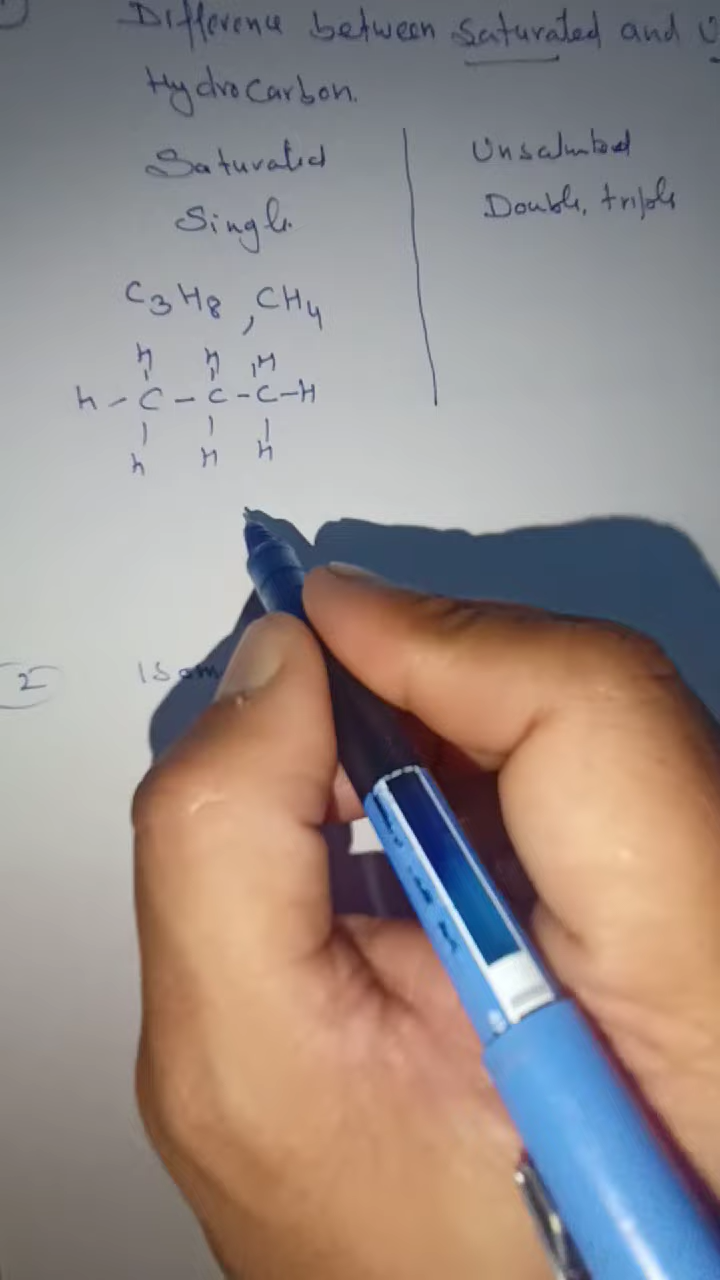 Difference between Saturated and U
Hydrocarbon.
Saturated
Single
C3H8, CH4
H H H
H - C - C - C - H
H H H
Unsaturated
Double, triple
2 Isom